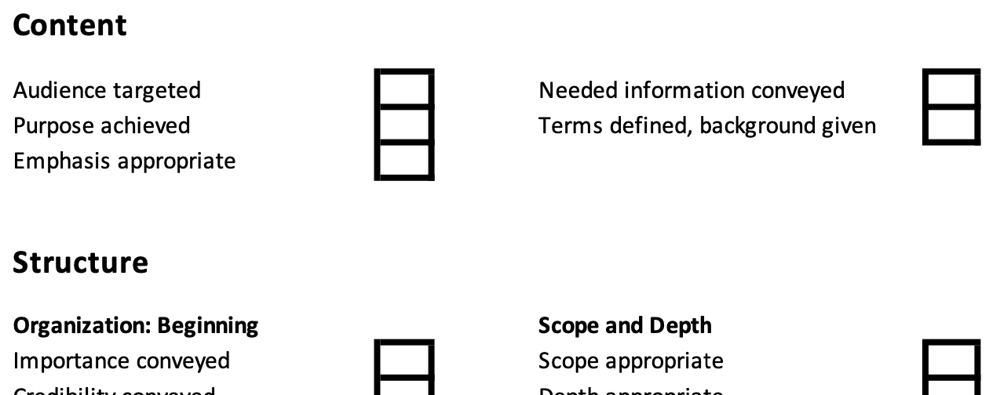 Content
Audience targeted
Purpose achieved
Emphasis appropriate
Needed information conveyed
Terms defined, background given
Structure
Organization: Beginning
Importance conveyed
Credibility conveyed
Scope and Depth
Scope appropriate
Depth appropriate